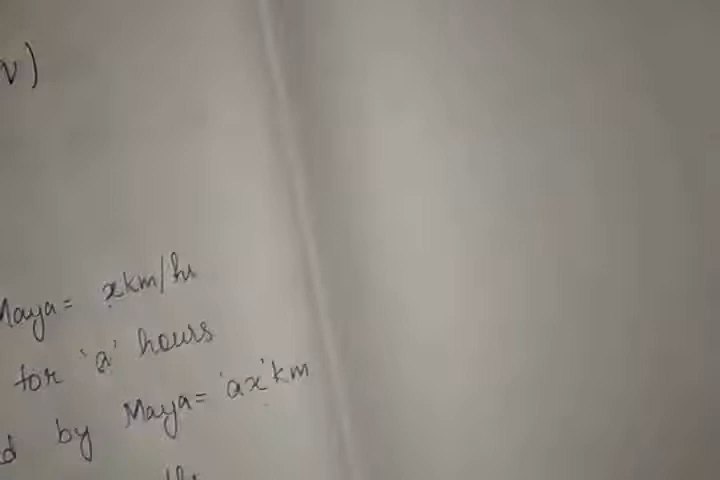 v)
Maya = x km/hr
for 'a' hours
d by Maya = 'ax' km